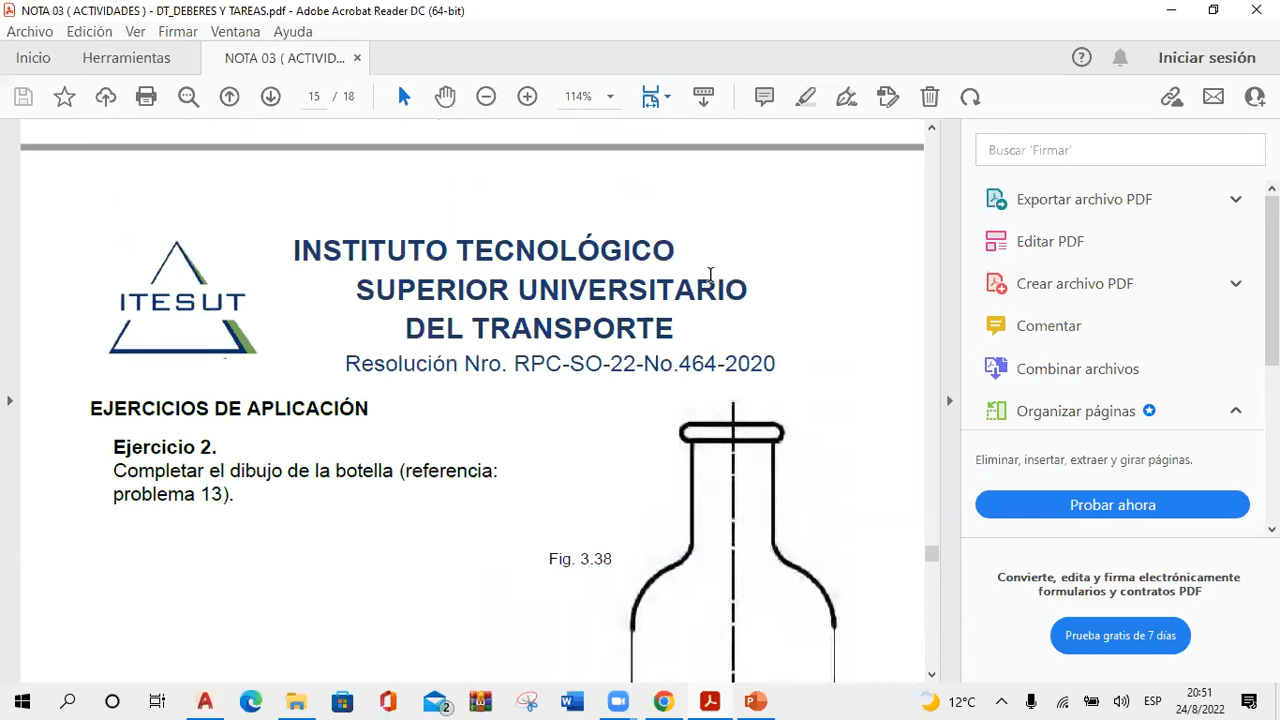 NOTA 03 ( ACTIVIDADES ) - DT_DEBERES Y TAREAS.pdf - Adobe Acrobat Reader DC (64-bit)
Archivo Edición Ver Firmar Ventana Ayuda
Inicio Herramientas NOTA 03 ( ACTIVID... × Iniciar sesión
15 / 18 114%
Buscar 'Firmar'
Exportar archivo PDF
Editar PDF
Crear archivo PDF
Comentar
Combinar archivos
Organizar páginas
Eliminar, insertar, extraer y girar páginas.
Probar ahora
Convierte, edita y firma electrónicamente
formularios y contratos PDF
Prueba gratis de 7 días
ITESUT
INSTITUTO TECNOLÓGICO
SUPERIOR UNIVERSITARIO
DEL TRANSPORTE
Resolución Nro. RPC-SO-22-No.464-2020
EJERCICIOS DE APLICACIÓN
Ejercicio 2.
Completar el dibujo de la botella (referencia:
problema 13).
Fig. 3.38
2 12°C ESP 20:51
24/8/2022